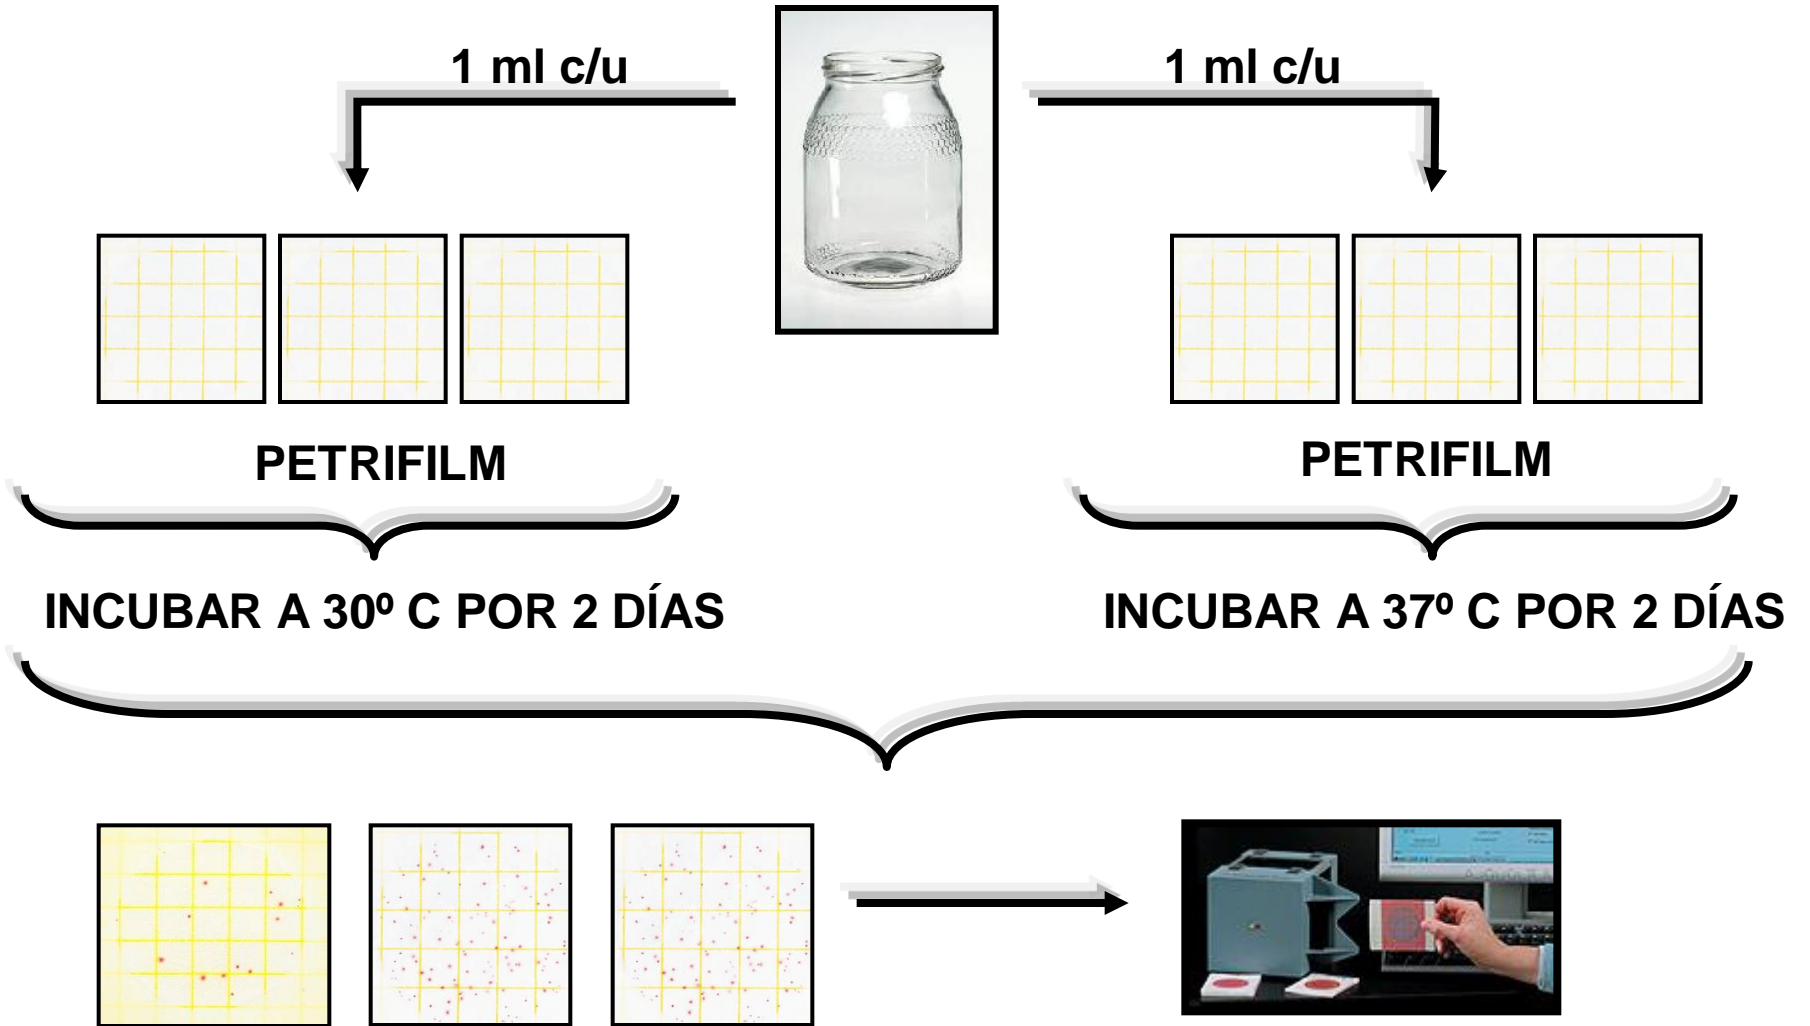 1 ml c/u
1 ml c/u
PETRIFILM
PETRIFILM
INCUBAR A 30º C POR 2 DÍAS
INCUBAR A 37º C POR 2 DÍAS